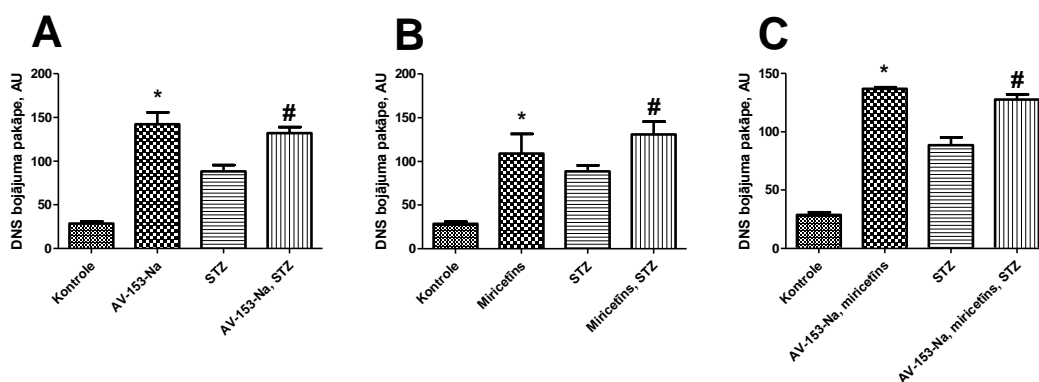 A
DNS bojājuma pakāpe, AU
200
150
100
50
0
*
#
Kontrole
AV-153-Na
STZ
AV-153-Na, STZ
B
DNS bojājuma pakāpe, AU
200
150
100
50
0
*
#
Kontrole
Miricetīns
STZ
Miricetīns, STZ
C
DNS bojājuma pakāpe, AU
150
100
50
0
*
#
Kontrole
AV-153-Na, miricetīns
STZ
AV-153-Na, miricetīns, STZ